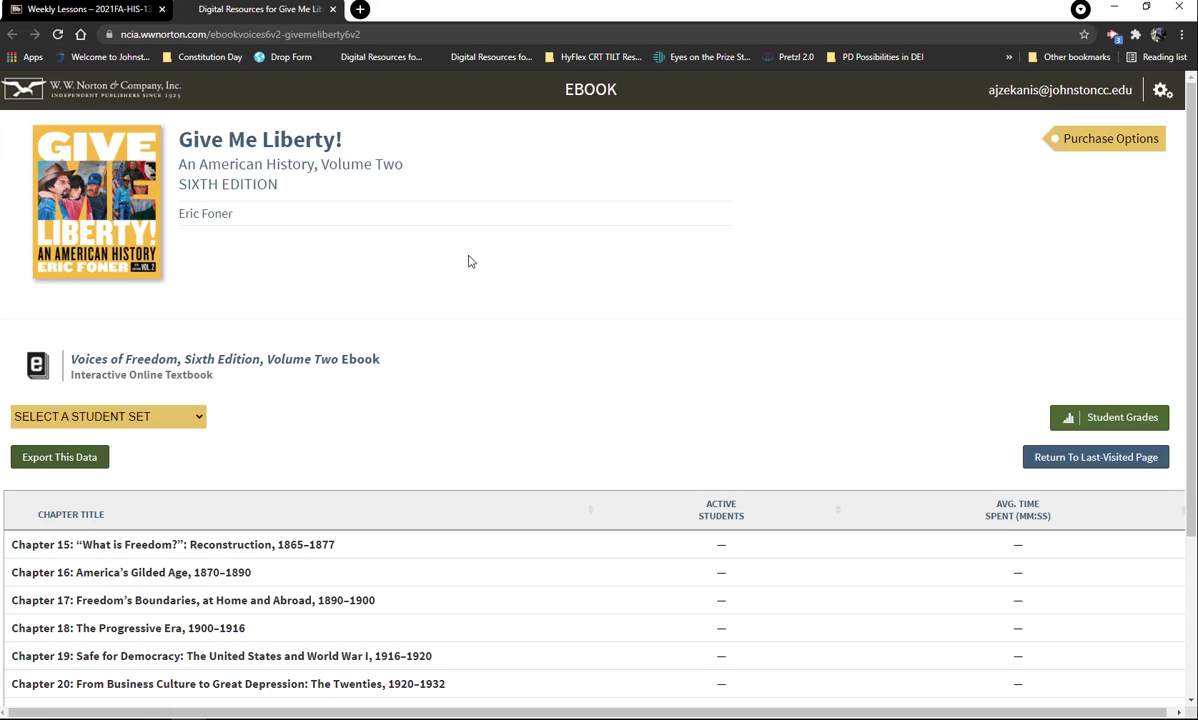 Weekly Lessons – 2021FA-HIS-13
Digital Resources for Give Me Lib
ncia.wwnorton.com/ebookvoices6v2-givemeliberty6v2
Apps
Welcome to Johnst...
Constitution Day
Drop Form
Digital Resources fo...
Digital Resources fo...
HyFlex CRT TILT Res...
Eyes on the Prize St...
Pretzl 2.0
PD Possibilities in DEI
»
Other bookmarks
Reading list
W. W. Norton & Company, Inc.
INDEPENDENT PUBLISHERS SINCE 1923
EBOOK
ajzekanis@johnstoncc.edu
GIVE
ME
LIBERTY!
AN AMERICAN HISTORY
ERIC FONER
VOL. 2
Give Me Liberty!
An American History, Volume Two
SIXTH EDITION
Eric Foner
Purchase Options
e
Voices of Freedom, Sixth Edition, Volume Two Ebook
Interactive Online Textbook
SELECT A STUDENT SET
Student Grades
Export This Data
Return To Last-Visited Page
CHAPTER TITLE
ACTIVE
STUDENTS
AVG. TIME
SPENT (MM:SS)
Chapter 15: “What is Freedom?”: Reconstruction, 1865–1877 — —
Chapter 16: America’s Gilded Age, 1870–1890 — —
Chapter 17: Freedom’s Boundaries, at Home and Abroad, 1890–1900 — —
Chapter 18: The Progressive Era, 1900–1916 — —
Chapter 19: Safe for Democracy: The United States and World War I, 1916–1920 — —
Chapter 20: From Business Culture to Great Depression: The Twenties, 1920–1932 — —